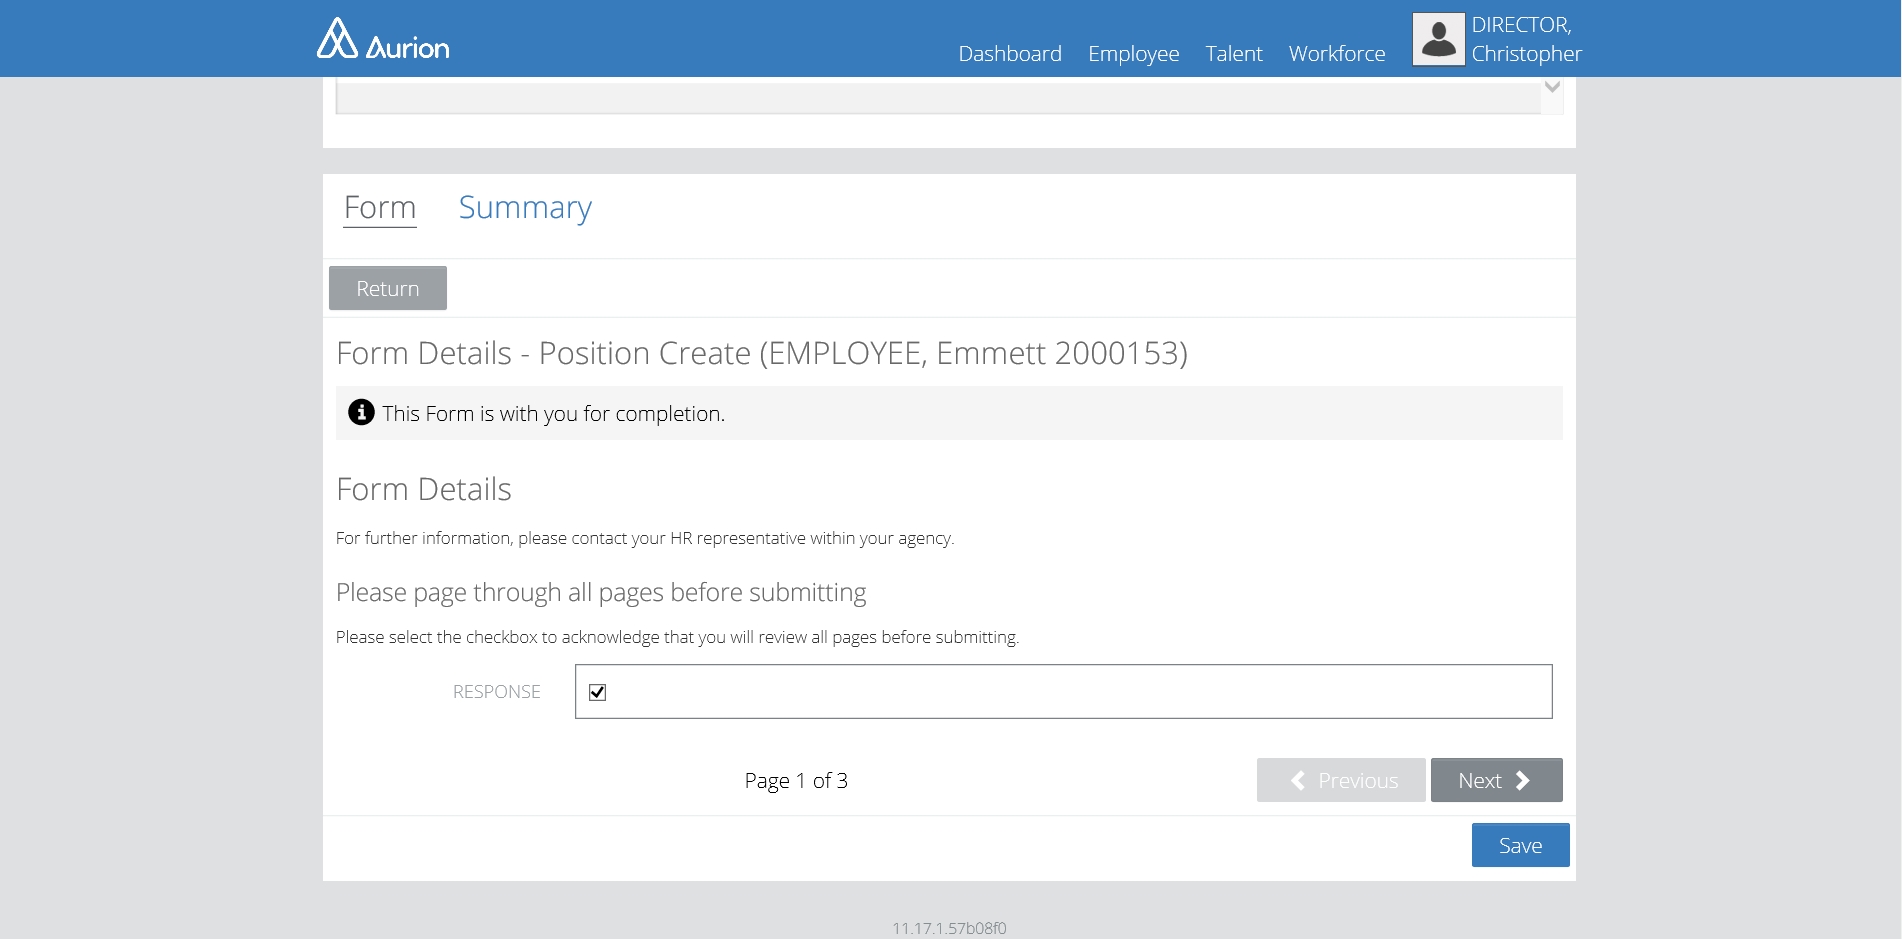 Aurion
Dashboard
Employee
Talent
Workforce
DIRECTOR,
Christopher
Form
Summary
Return
Form Details - Position Create (EMPLOYEE, Emmett 2000153)
This Form is with you for completion.
Form Details
For further information, please contact your HR representative within your agency.
Please page through all pages before submitting
Please select the checkbox to acknowledge that you will review all pages before submitting.
RESPONSE
Page 1 of 3
Previous
Next
Save
11.17.1.57b08f0